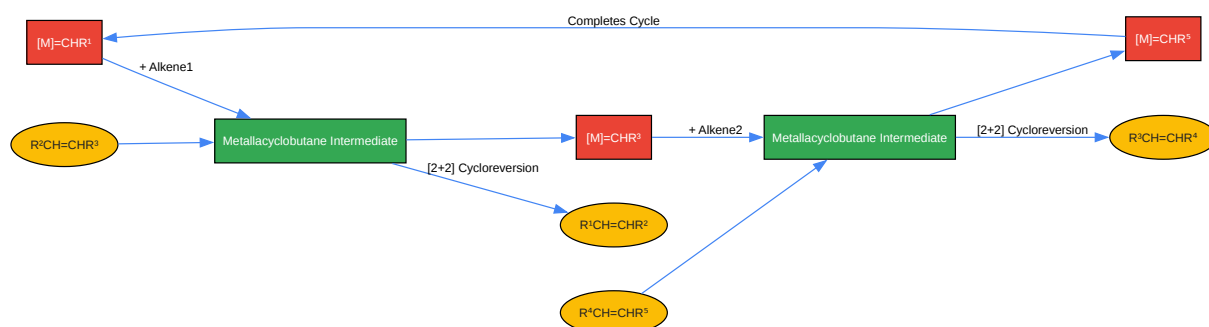 Completes Cycle
[M]=CHR¹
[M]=CHR⁵
+ Alkene1
R²CH=CHR³
Metallacyclobutane Intermediate
[M]=CHR³
+ Alkene2
Metallacyclobutane Intermediate
[2+2] Cycloreversion
R³CH=CHR⁴
[2+2] Cycloreversion
R¹CH=CHR²
R⁴CH=CHR⁵